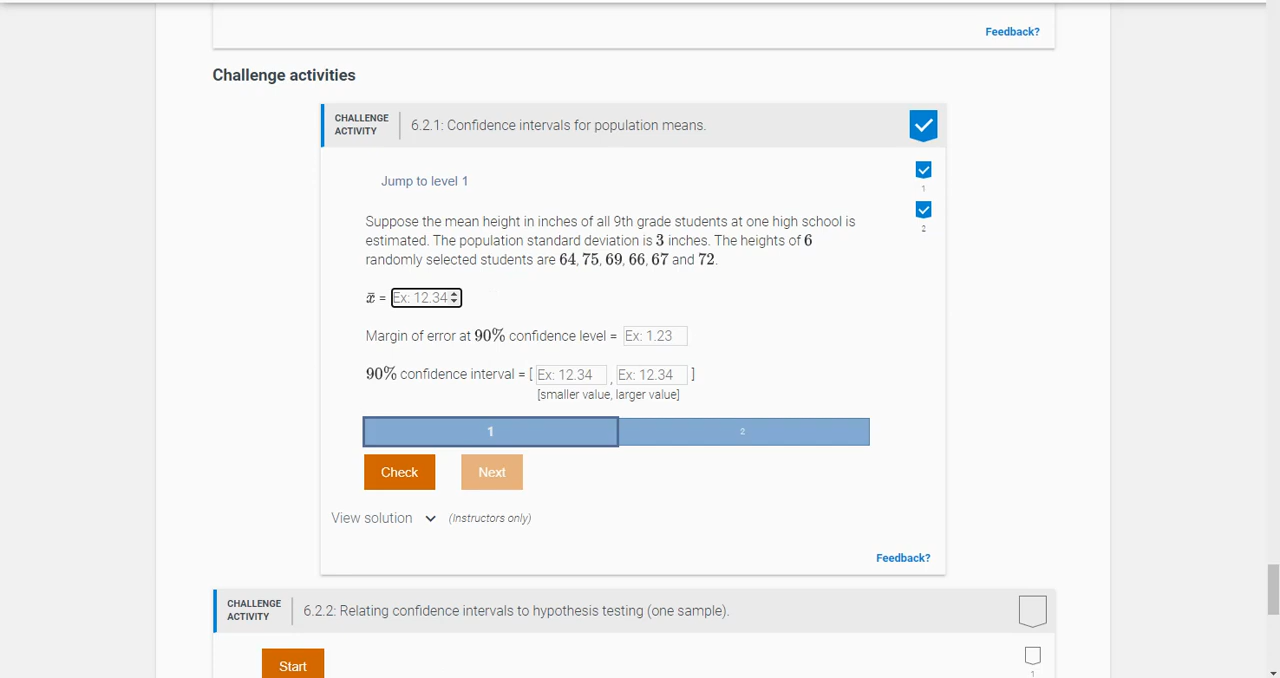 Feedback?
Challenge activities
CHALLENGE
ACTIVITY
6.2.1: Confidence intervals for population means.
Jump to level 1
1
2
Suppose the mean height in inches of all 9th grade students at one high school is
estimated. The population standard deviation is 3 inches. The heights of 6
randomly selected students are 64, 75, 69, 66, 67 and 72.
x̄ = Ex: 12.34
Margin of error at 90% confidence level = Ex: 1.23
90% confidence interval = [ Ex: 12.34 , Ex: 12.34 ]
[smaller value, larger value]
1 2
Check Next
View solution (Instructors only)
Feedback?
CHALLENGE
ACTIVITY
6.2.2: Relating confidence intervals to hypothesis testing (one sample).
Start
1